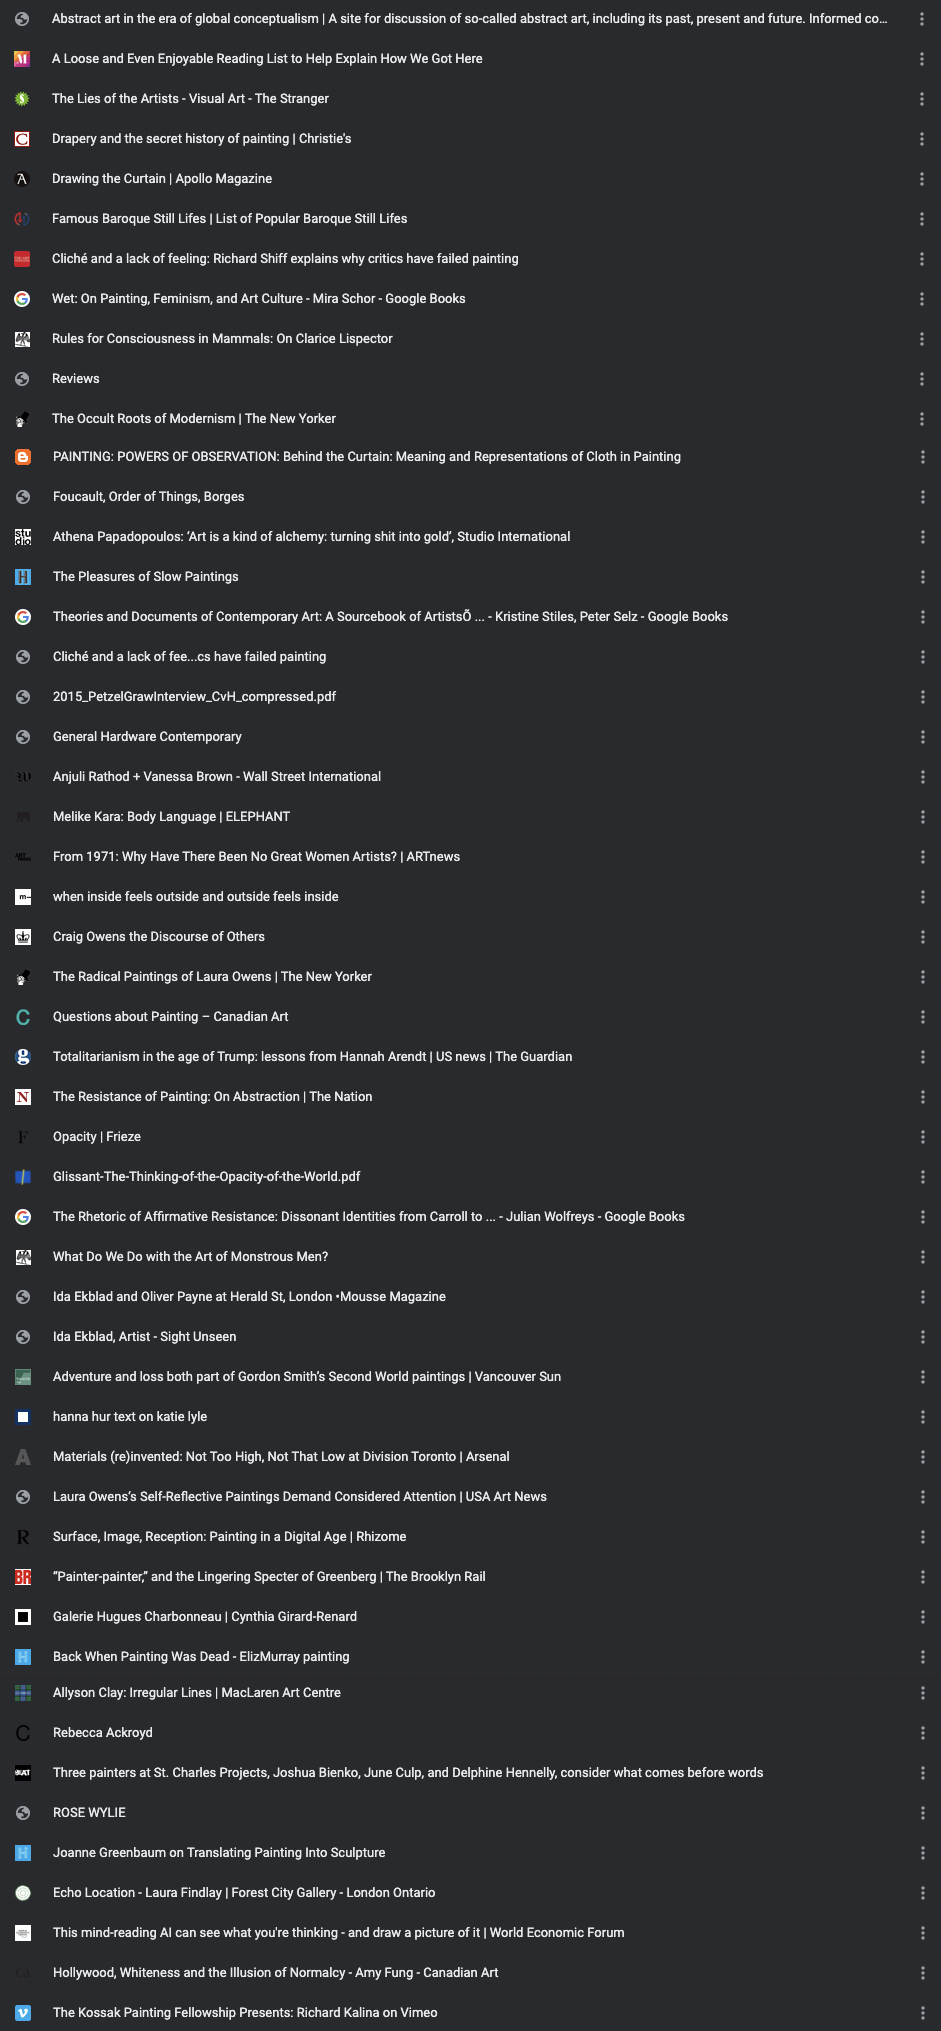 Abstract art in the era of global conceptualism | A site for discussion of so-called abstract art, including its past, present and future. Informed co...
A Loose and Even Enjoyable Reading List to Help Explain How We Got Here
The Lies of the Artists - Visual Art - The Stranger
Drapery and the secret history of painting | Christie's
Drawing the Curtain | Apollo Magazine
Famous Baroque Still Lifes | List of Popular Baroque Still Lifes
Cliché and a lack of feeling: Richard Shiff explains why critics have failed painting
Wet: On Painting, Feminism, and Art Culture - Mira Schor - Google Books
Rules for Consciousness in Mammals: On Clarice Lispector
Reviews
The Occult Roots of Modernism | The New Yorker
PAINTING: POWERS OF OBSERVATION: Behind the Curtain: Meaning and Representations of Cloth in Painting
Foucault, Order of Things, Borges
Athena Papadopoulos: ‘Art is a kind of alchemy: turning shit into gold’, Studio International
The Pleasures of Slow Paintings
Theories and Documents of Contemporary Art: A Sourcebook of ArtistsÕ ... - Kristine Stiles, Peter Selz - Google Books
Cliché and a lack of fee...cs have failed painting
2015_PetzelGrawInterview_CvH_compressed.pdf
General Hardware Contemporary
Anjuli Rathod + Vanessa Brown - Wall Street International
Melike Kara: Body Language | ELEPHANT
From 1971: Why Have There Been No Great Women Artists? | ARTnews
when inside feels outside and outside feels inside
Craig Owens the Discourse of Others
The Radical Paintings of Laura Owens | The New Yorker
Questions about Painting – Canadian Art
Totalitarianism in the age of Trump: lessons from Hannah Arendt | US news | The Guardian
The Resistance of Painting: On Abstraction | The Nation
Opacity | Frieze
Glissant-The-Thinking-of-the-Opacity-of-the-World.pdf
The Rhetoric of Affirmative Resistance: Dissonant Identities from Carroll to ... - Julian Wolfreys - Google Books
What Do We Do with the Art of Monstrous Men?
Ida Ekblad and Oliver Payne at Herald St, London •Mousse Magazine
Ida Ekblad, Artist - Sight Unseen
Adventure and loss both part of Gordon Smith’s Second World paintings | Vancouver Sun
hanna hur text on katie lyle
Materials (re)invented: Not Too High, Not That Low at Division Toronto | Arsenal
Laura Owens’s Self-Reflective Paintings Demand Considered Attention | USA Art News
Surface, Image, Reception: Painting in a Digital Age | Rhizome
“Painter-painter,” and the Lingering Specter of Greenberg | The Brooklyn Rail
Galerie Hugues Charbonneau | Cynthia Girard-Renard
Back When Painting Was Dead - ElizMurray painting
Allyson Clay: Irregular Lines | MacLaren Art Centre
Rebecca Ackroyd
Three painters at St. Charles Projects, Joshua Bienko, June Culp, and Delphine Hennelly, consider what comes before words
ROSE WYLIE
Joanne Greenbaum on Translating Painting Into Sculpture
Echo Location - Laura Findlay | Forest City Gallery - London Ontario
This mind-reading AI can see what you're thinking - and draw a picture of it | World Economic Forum
Hollywood, Whiteness and the Illusion of Normalcy - Amy Fung - Canadian Art
The Kossak Painting Fellowship Presents: Richard Kalina on Vimeo